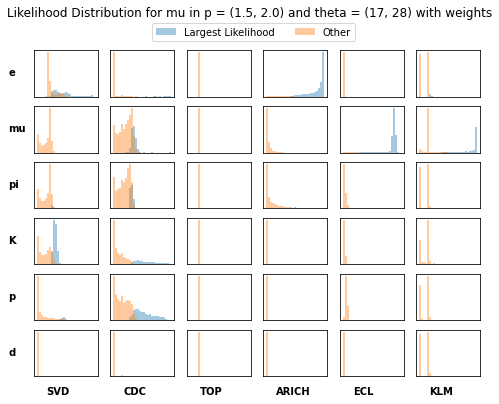 Likelihood Distribution for mu in p = (1.5, 2.0) and theta = (17, 28) with weights
Largest Likelihood Other
e
mu
pi
K
p
d
SVD CDC TOP ARICH ECL KLM